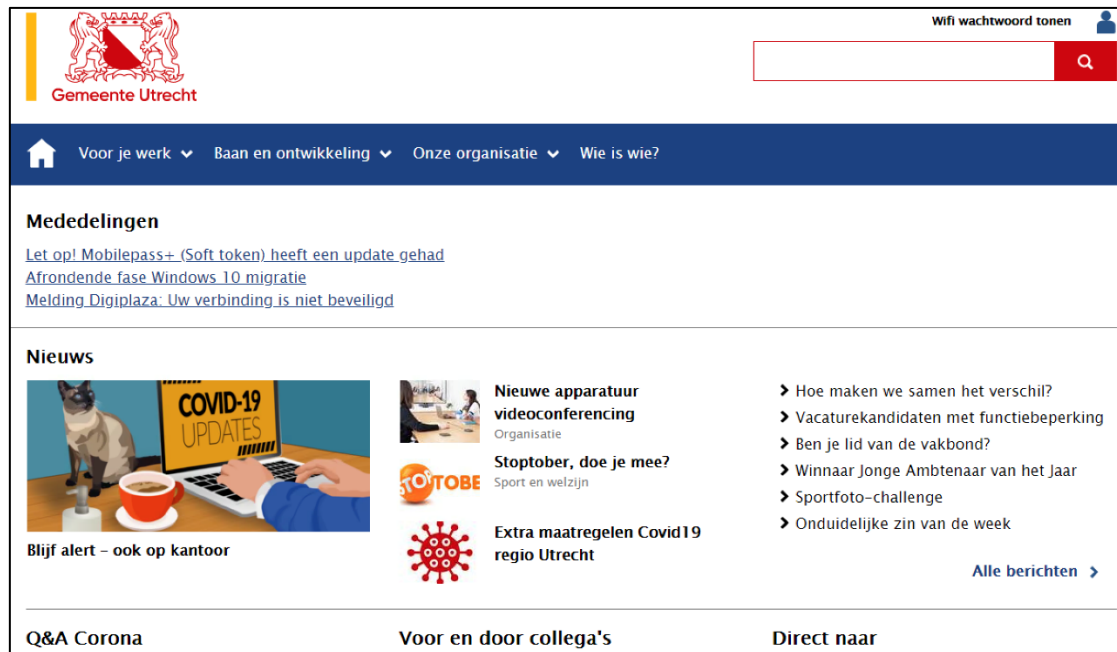 Wifi wachtwoord tonen
Gemeente Utrecht
Voor je werk
Baan en ontwikkeling
Onze organisatie
Wie is wie?
Mededelingen
Let op! Mobilepass+ (Soft token) heeft een update gehad
Afrondende fase Windows 10 migratie
Melding Digiplaza: Uw verbinding is niet beveiligd
Nieuws
COVID-19
UPDATES
Blijf alert – ook op kantoor
Nieuwe apparatuur
videoconferencing
Organisatie
STOPTOBE
Stoptober, doe je mee?
Sport en welzijn
Extra maatregelen Covid19
regio Utrecht
Hoe maken we samen het verschil?
Vacaturekandidaten met functiebeperking
Ben je lid van de vakbond?
Winnaar Jonge Ambtenaar van het Jaar
Sportfoto-challenge
Onduidelijke zin van de week
Alle berichten
Q&A Corona
Voor en door collega's
Direct naar